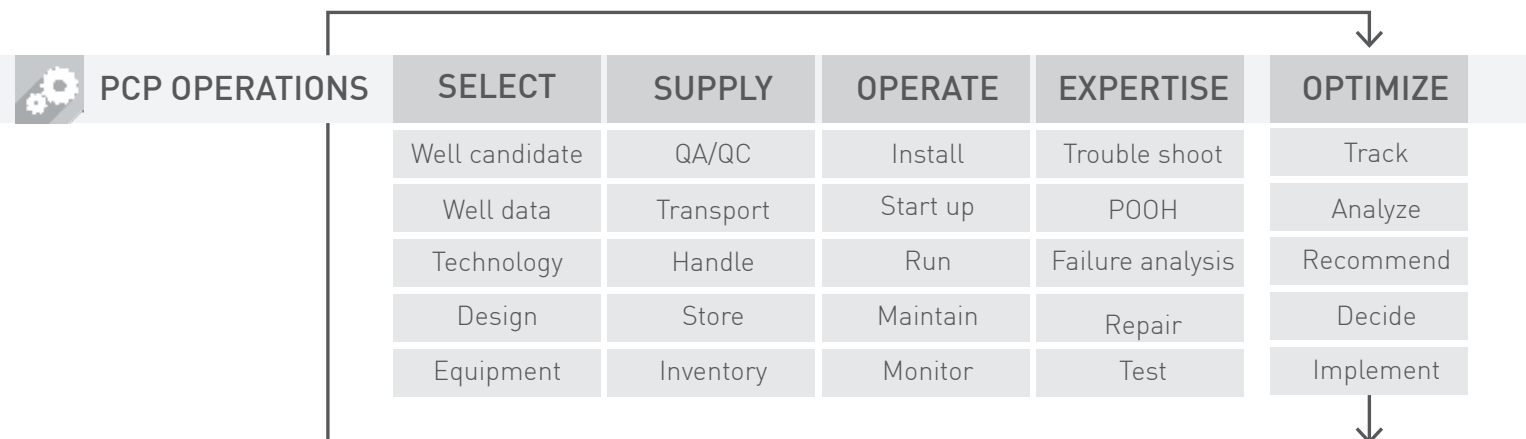 PCP OPERATIONS SELECT SUPPLY OPERATE EXPERTISE OPTIMIZE
Well candidate QA/QC Install Trouble shoot Track
Well data Transport Start up POOH Analyze
Technology Handle Run Failure analysis Recommend
Design Store Maintain Repair Decide
Equipment Inventory Monitor Test Implement